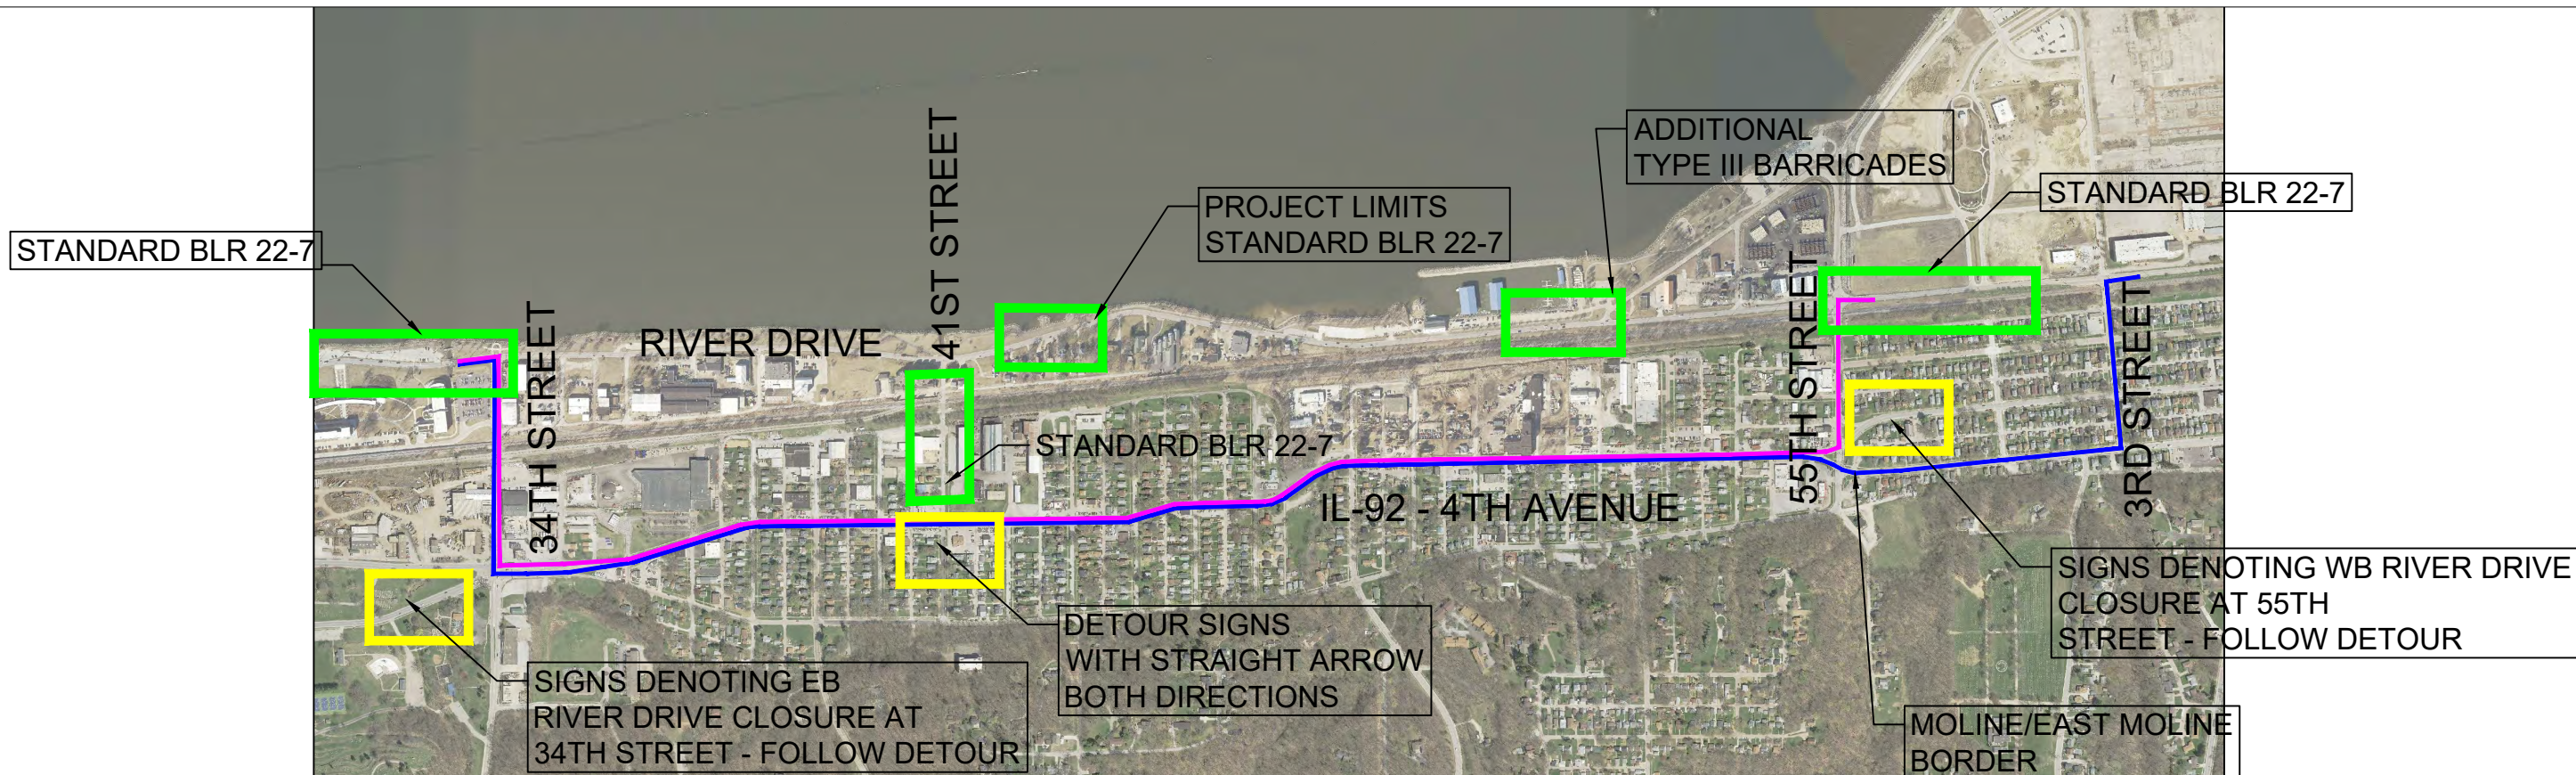 ADDITIONAL
TYPE III BARRICADES
STANDARD BLR 22-7
PROJECT LIMITS
STANDARD BLR 22-7
STANDARD BLR 22-7
41ST STREET
RIVER DRIVE
34TH STREET
55TH STREET
3RD STREET
STANDARD BLR 22-7
IL-92 - 4TH AVENUE
SIGNS DENOTING WB RIVER DRIVE
CLOSURE AT 55TH
STREET - FOLLOW DETOUR
DETOUR SIGNS
WITH STRAIGHT ARROW
BOTH DIRECTIONS
SIGNS DENOTING EB
RIVER DRIVE CLOSURE AT
34TH STREET - FOLLOW DETOUR
MOLINE/EAST MOLINE
BORDER